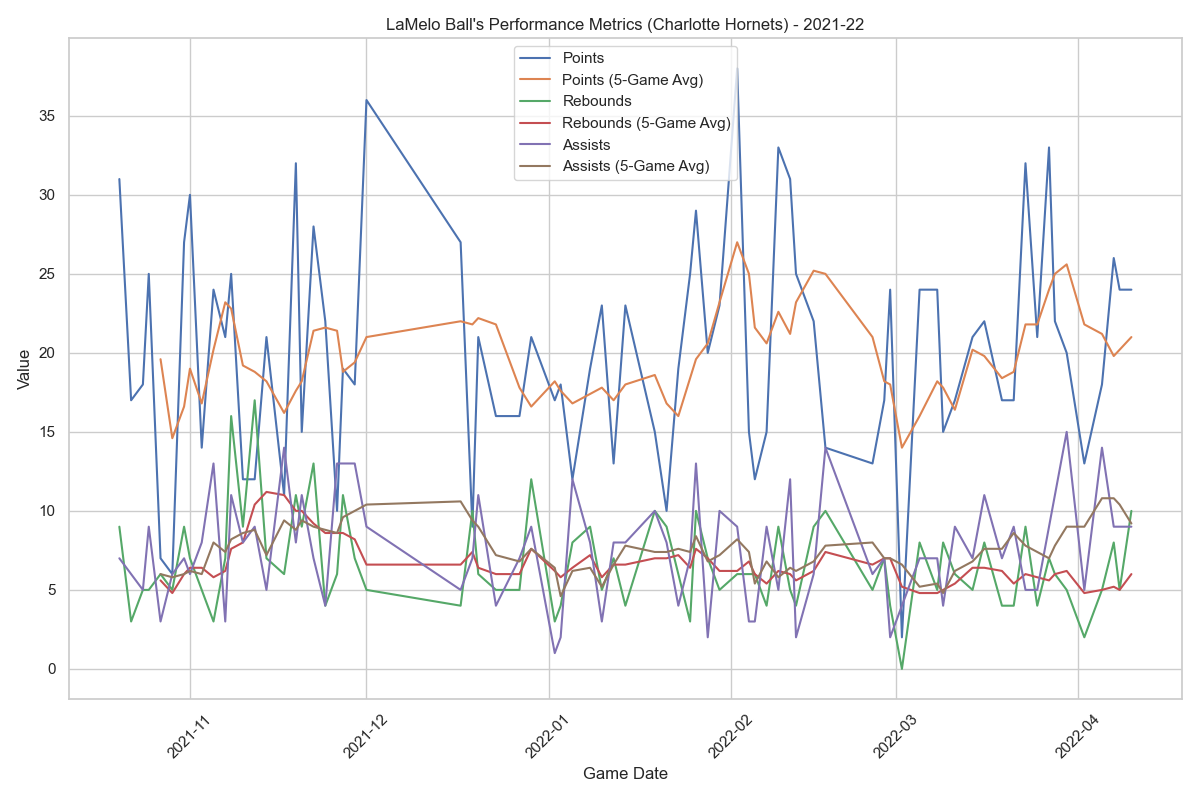 LaMelo Ball's Performance Metrics (Charlotte Hornets) - 2021-22
Points
Points (5-Game Avg)
Rebounds
Rebounds (5-Game Avg)
Assists
Assists (5-Game Avg)
Value
35
30
25
20
15
10
5
0
2021-11
2021-12
2022-01
2022-02
2022-03
2022-04
Game Date